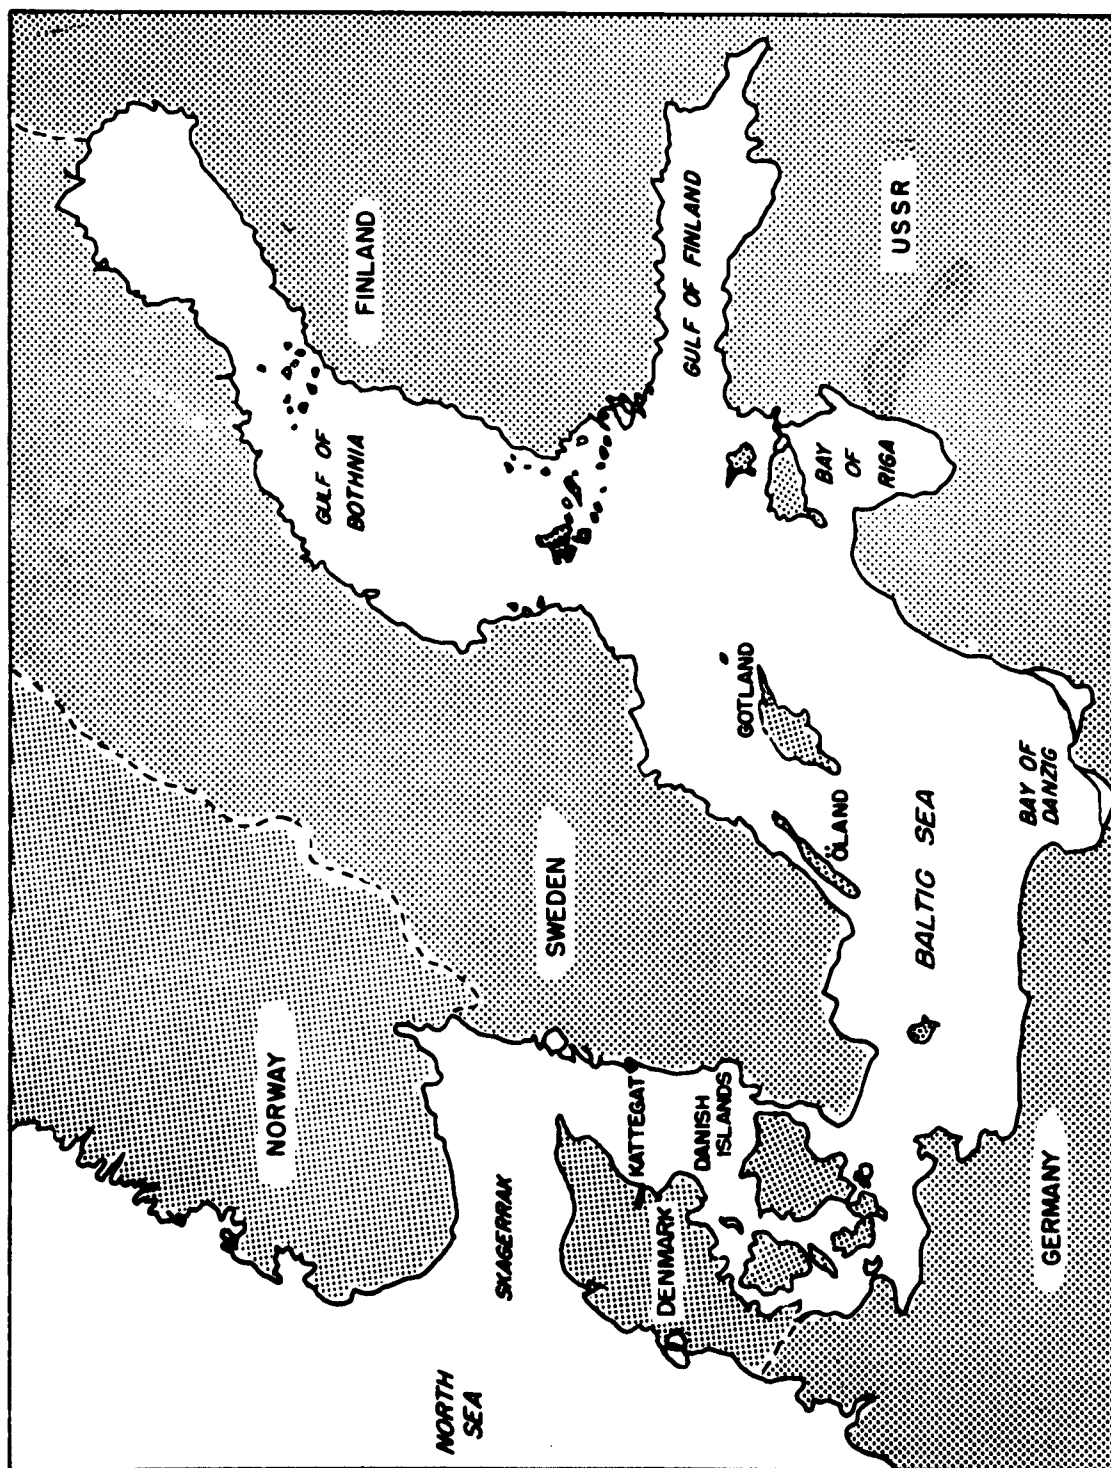 NORWAY
GULF OF
BOTHNIA
FINLAND
NORTH
SEA
SKAGERRAK
SWEDEN
KATTEGAT
DENMARK
GULF OF FINLAND
DANISH
ISLANDS
GOTLAND
BAY
OF
RIGA
ÖLAND
USSR
BALTIC SEA
BAY OF
DANZIG
GERMANY